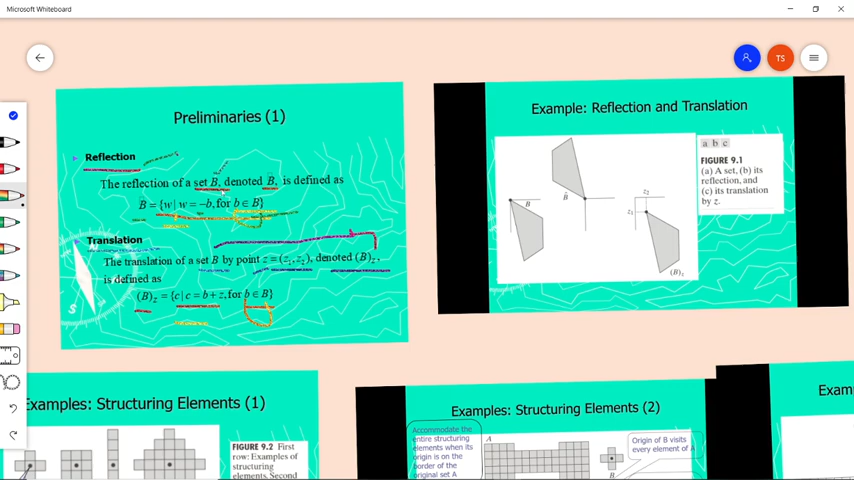 Microsoft Whiteboard
TS
Preliminaries (1)
Reflection
The reflection of a set B, denoted B̂, is defined as
B̂ = {w | w = −b, for b ∈ B}
Translation
The translation of a set B by point z = (z₁, z₂), denoted (B)z,
is defined as
(B)z = {c | c = b + z, for b ∈ B}
S
Example: Reflection and Translation
B
B̂
z₂
z₁
(B)z
a b c
FIGURE 9.1
(a) A set, (b) its
reflection, and
(c) its translation
by z.
Examples: Structuring Elements (1)
FIGURE 9.2 First
row: Examples of
structuring
elements. Second
Examples: Structuring Elements (2)
Accommodate the
entire structuring
elements when its
origin is on the
border of the
original set A
A
B
Origin of B visits
every element of A
Exam